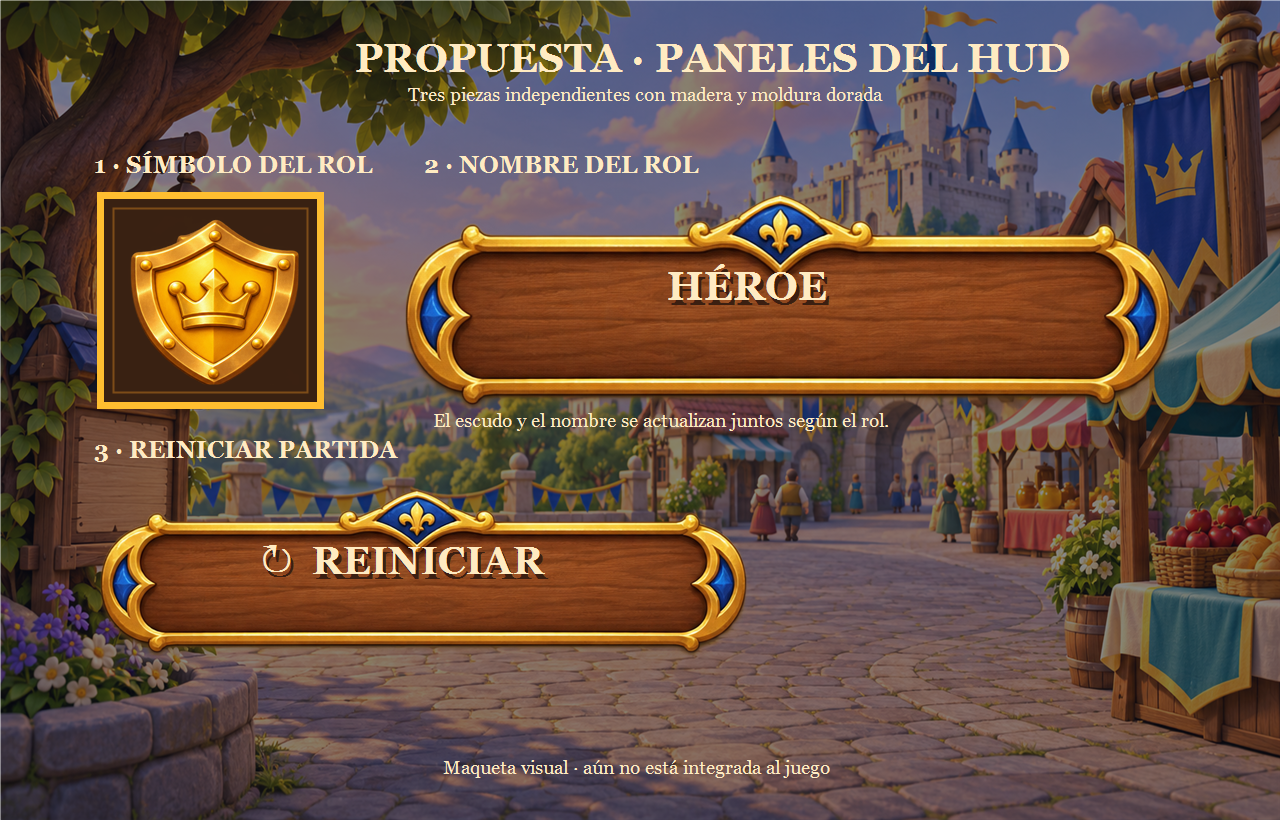 PROPUESTA · PANELES DEL HUD
Tres piezas independientes con madera y moldura dorada
1 · SÍMBOLO DEL ROL
2 · NOMBRE DEL ROL
HÉROE
El escudo y el nombre se actualizan juntos según el rol.
3 · REINICIAR PARTIDA
↻ REINICIAR
Maqueta visual · aún no está integrada al juego